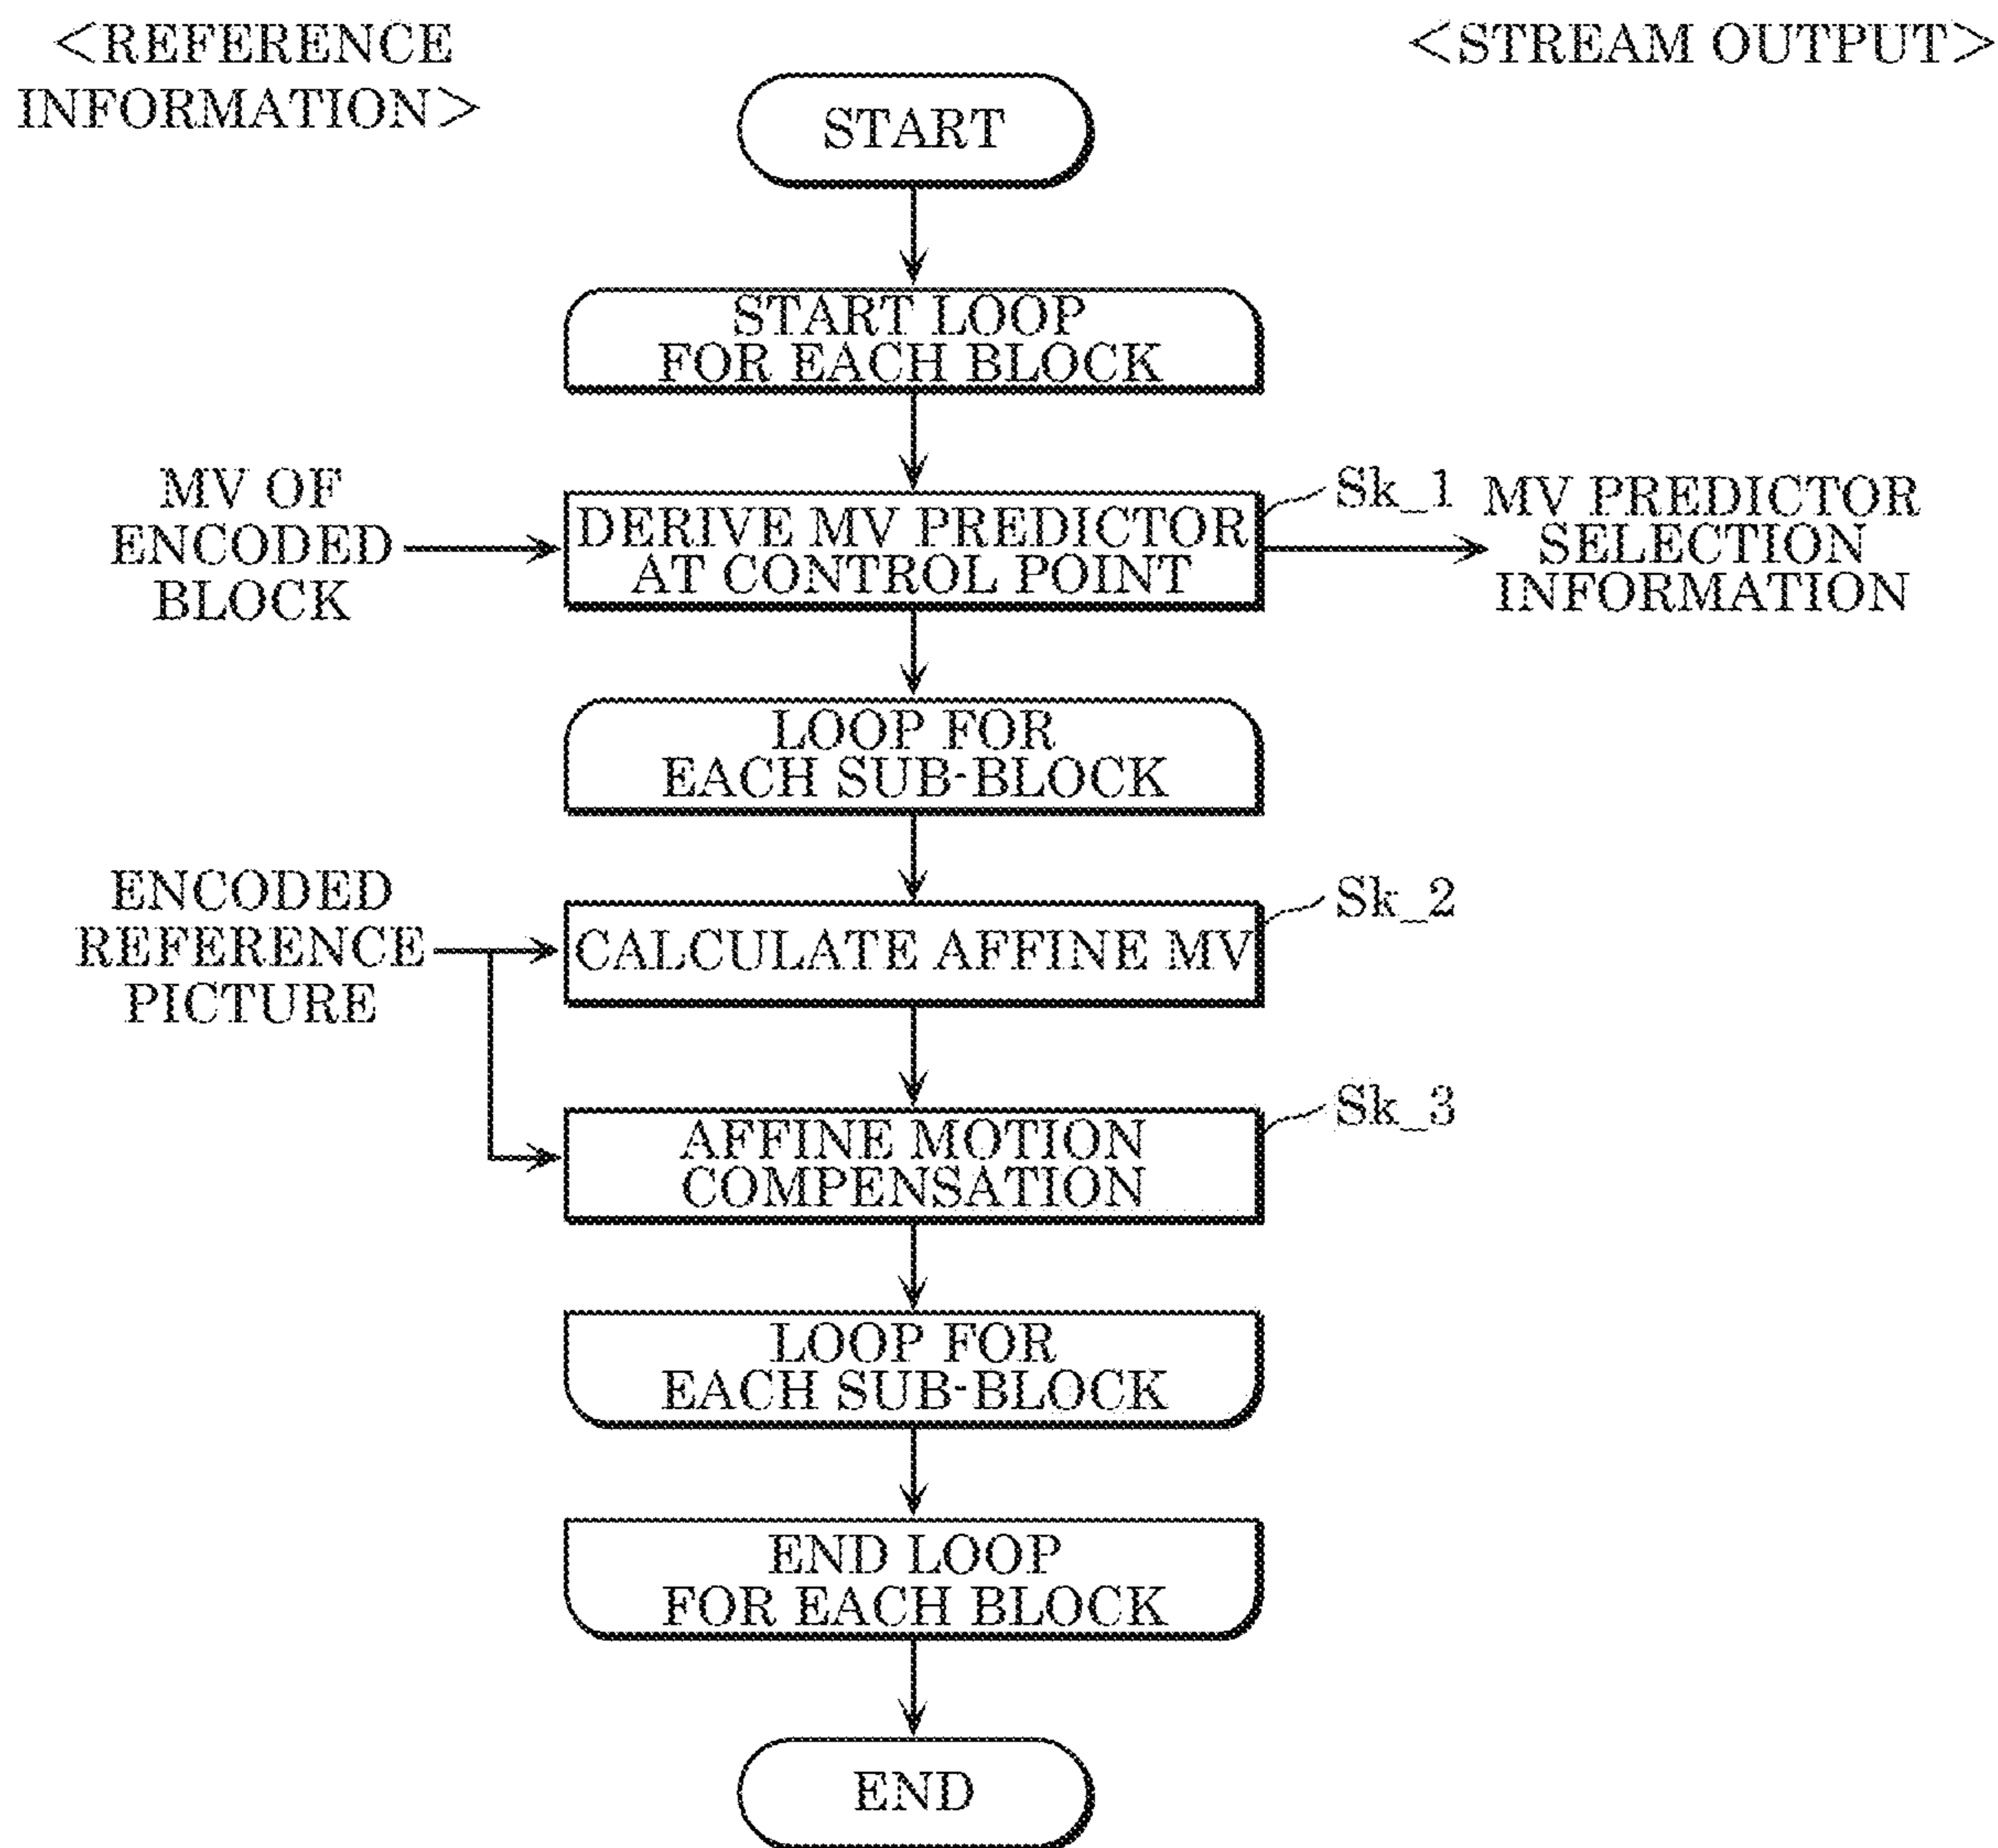 <REFERENCE
INFORMATION>
<STREAM OUTPUT>
START
START LOOP
FOR EACH BLOCK
MV OF
ENCODED
BLOCK
DERIVE MV PREDICTOR
AT CONTROL POINT
Sk_1
MV PREDICTOR
SELECTION
INFORMATION
LOOP FOR
EACH SUB-BLOCK
ENCODED
REFERENCE
PICTURE
CALCULATE AFFINE MV
Sk_2
AFFINE MOTION
COMPENSATION
Sk_3
LOOP FOR
EACH SUB-BLOCK
END LOOP
FOR EACH BLOCK
END